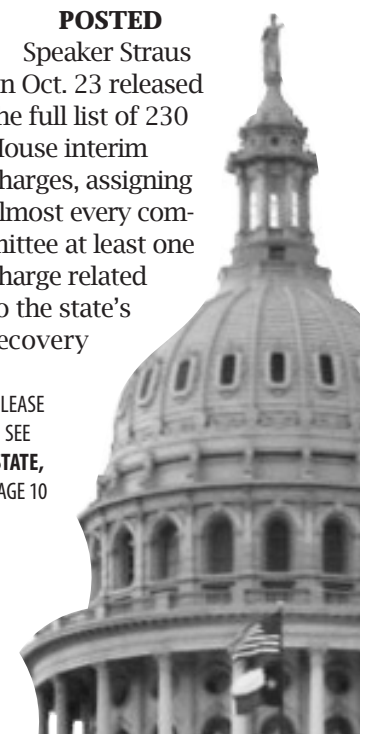 POSTED
Speaker Straus
n Oct. 23 released
he full list of 230
House interim
harges, assigning
lmost every com-
mittee at least one
harge related
o the state's
ecovery
LEASE
SEE
STATE,
AGE 10